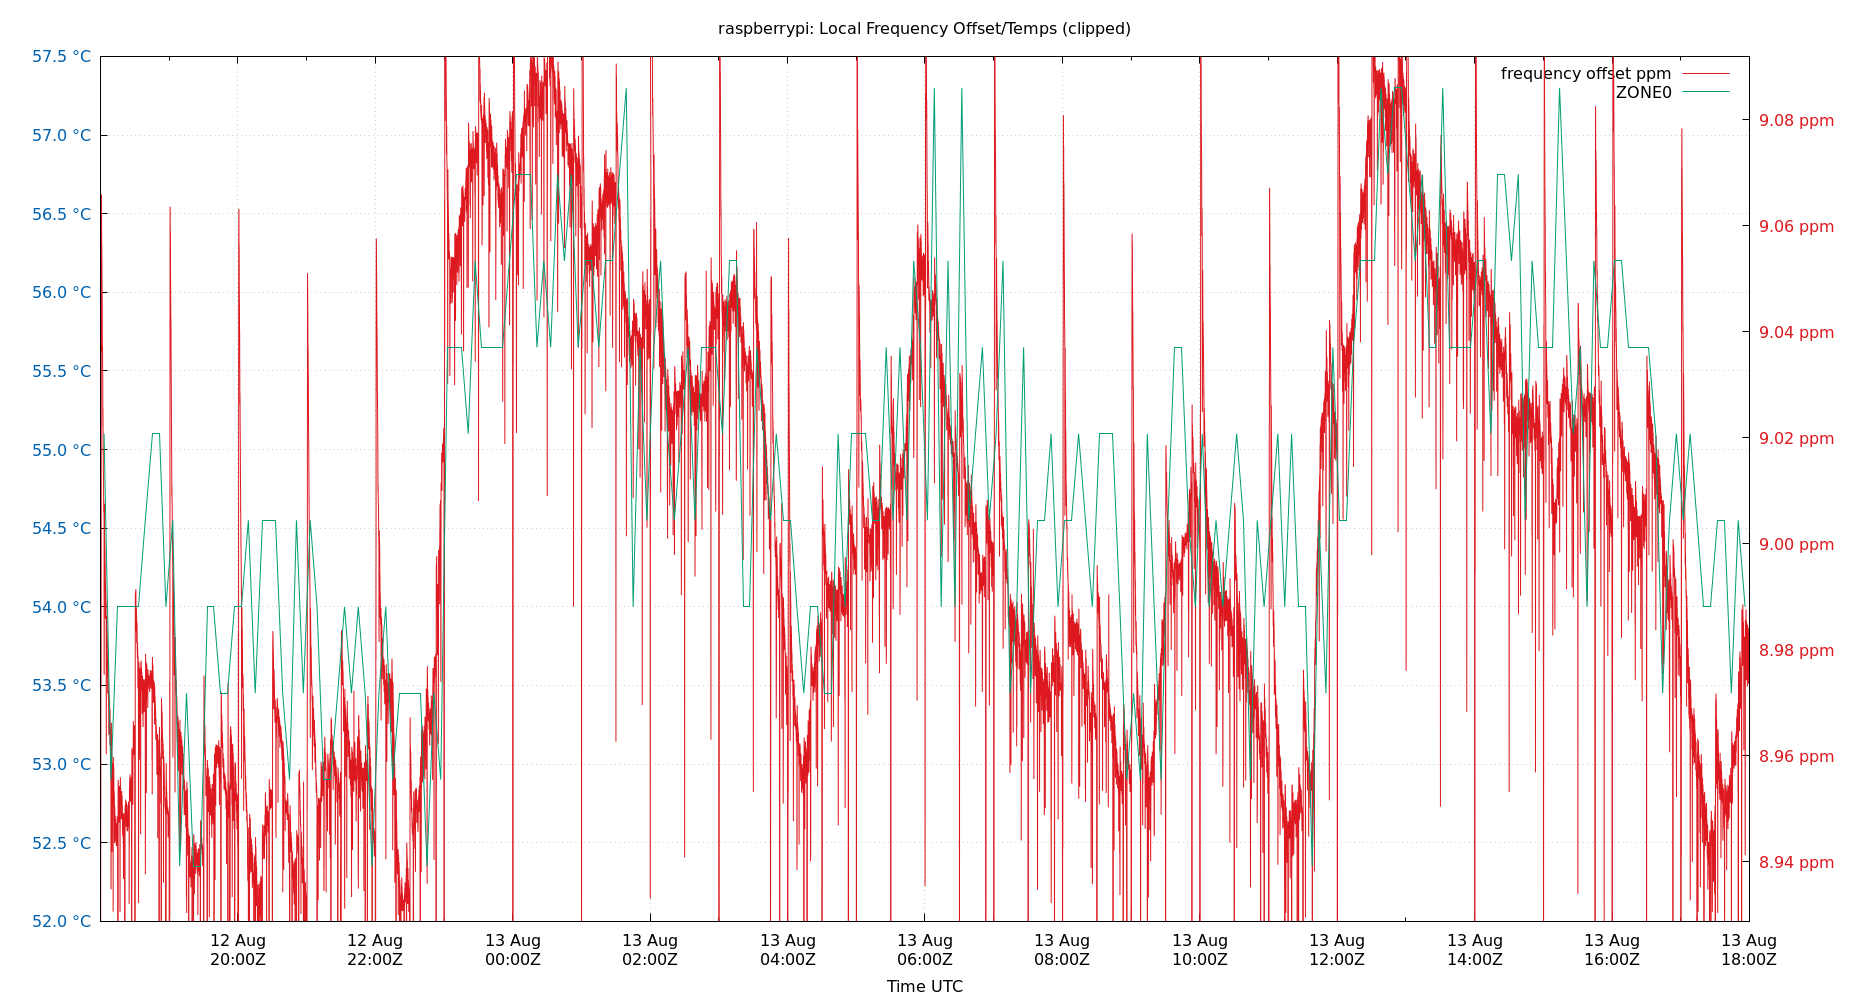 raspberrypi: Local Frequency Offset/Temps (clipped)
frequency offset ppm
ZONE0
57.5 °C
57.0 °C
56.5 °C
56.0 °C
55.5 °C
55.0 °C
54.5 °C
54.0 °C
53.5 °C
53.0 °C
52.5 °C
52.0 °C
9.08 ppm
9.06 ppm
9.04 ppm
9.02 ppm
9.00 ppm
8.98 ppm
8.96 ppm
8.94 ppm
12 Aug 12 Aug 13 Aug 13 Aug 13 Aug 13 Aug 13 Aug 13 Aug 13 Aug 13 Aug 13 Aug 13 Aug
20:00Z 22:00Z 00:00Z 02:00Z 04:00Z 06:00Z 08:00Z 10:00Z 12:00Z 14:00Z 16:00Z 18:00Z
Time UTC